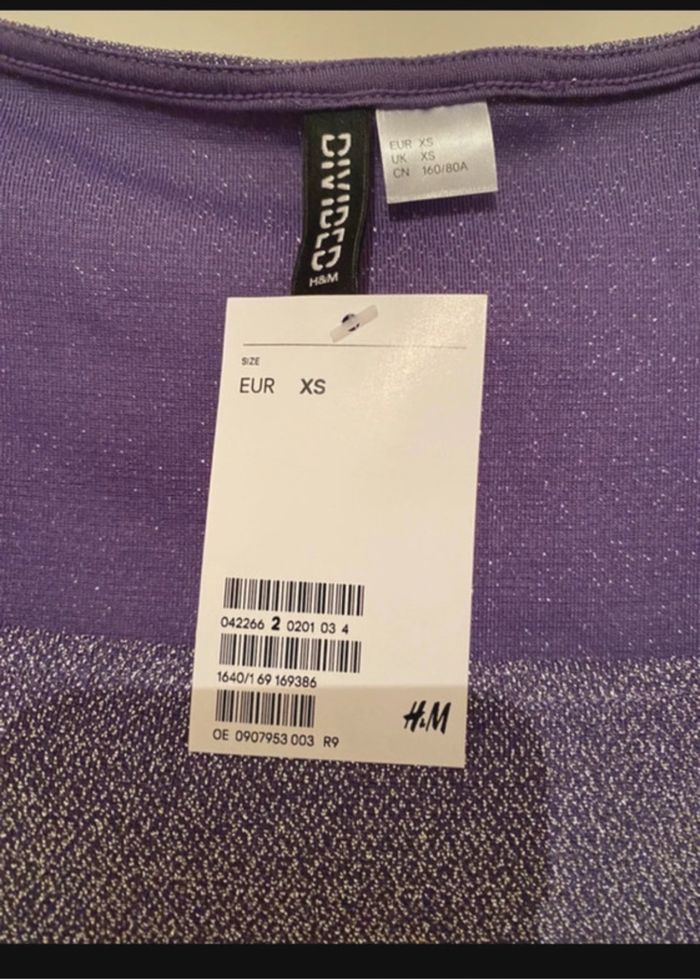 DIVIDED
H&M
EUR XS
UK XS
CN 160/80A
SIZE
EUR XS
042266 2 0201 03 4
1640/1 69 169386
OE 0907953 003 R9
H&M